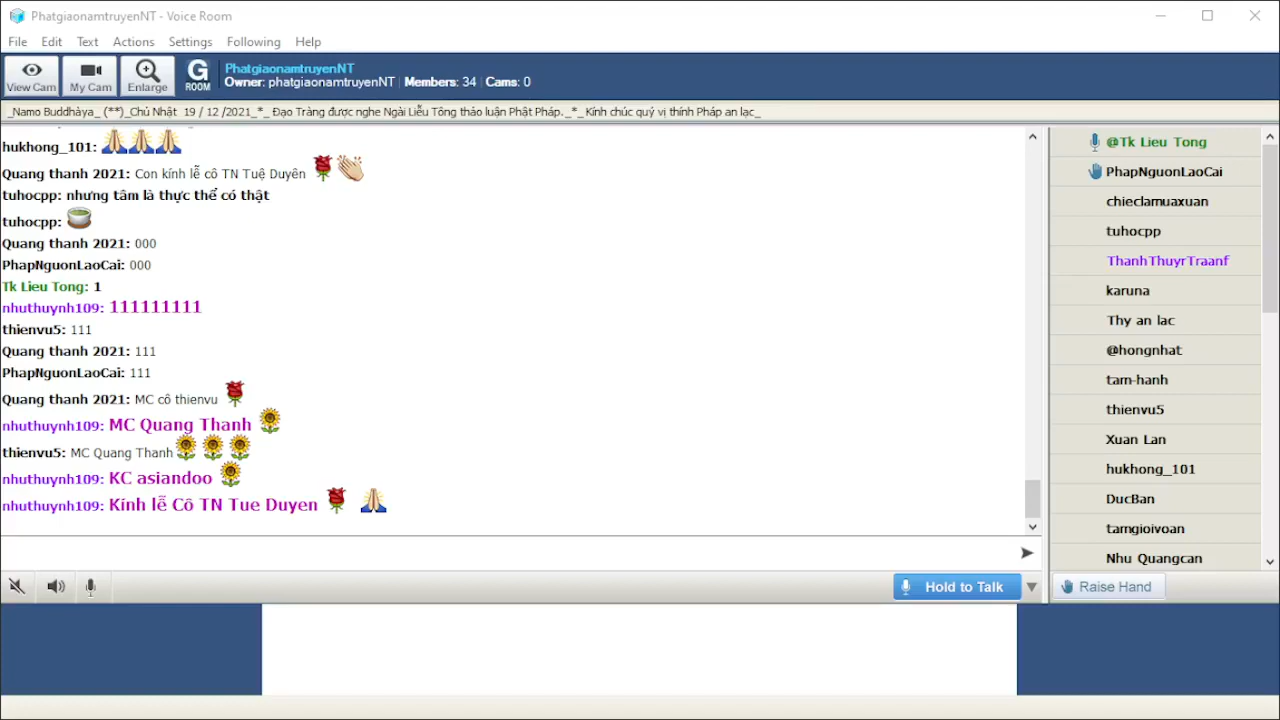 PhatgiaonamtruyenNT - Voice Room
File Edit Text Actions Settings Following Help
View Cam My Cam Enlarge G ROOM
PhatgiaonamtruyenNT
Owner: phatgiaonamtruyenNT Members: 34 Cams: 0
_Namo Buddhàya_ (**)_Chủ Nhật 19 / 12 /2021_*_ Đạo Tràng được nghe Ngài Liễu Tông thảo luận Phật Pháp._*_Kính chúc quý vị thính Pháp an lạc_
hukhong_101:
Quang thanh 2021: Con kính lễ cô TN Tuệ Duyên
tuhocpp: nhưng tâm là thực thể có thật
tuhocpp:
Quang thanh 2021: 000
PhapNguonLaoCai: 000
Tk Lieu Tong: 1
nhuthuynh109: 111111111
thienvu5: 111
Quang thanh 2021: 111
PhapNguonLaoCai: 111
Quang thanh 2021: MC cô thienvu
nhuthuynh109: MC Quang Thanh
thienvu5: MC Quang Thanh
nhuthuynh109: KC asiandoo
nhuthuynh109: Kính lễ Cô TN Tue Duyen
@Tk Lieu Tong
PhapNguonLaoCai
chieclamuaxuan
tuhocpp
ThanhThuyrTraanf
karuna
Thy an lac
@hongnhat
tam-hanh
thienvu5
Xuan Lan
hukhong_101
DucBan
tamgioivoan
Nhu Quangcan
Hold to Talk
Raise Hand